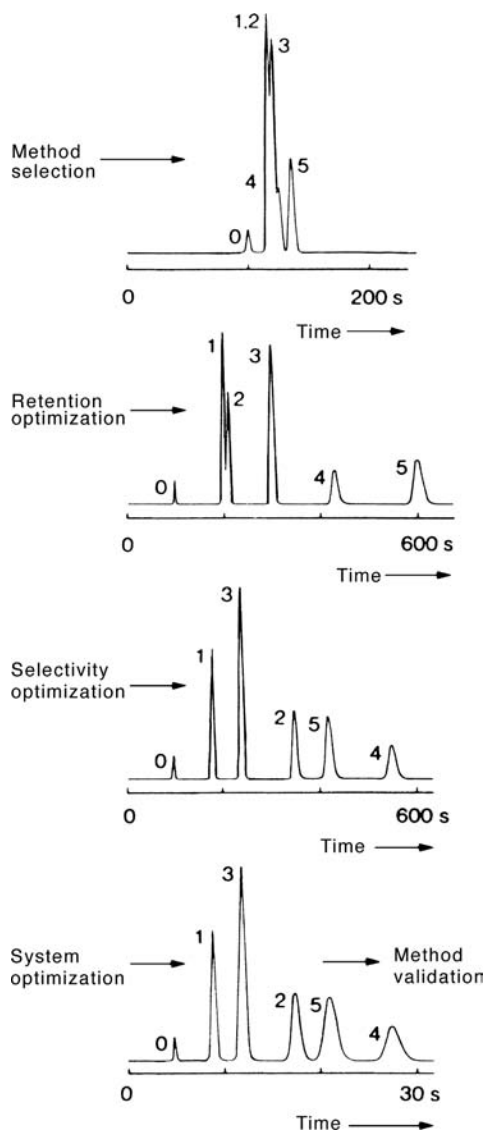 1.2
3
Method
selection
4
5
0
0
200 s
Time
1
3
Retention
optimization
2
0
4
5
0
600 s
Time
3
1
Selectivity
optimization
2
5
0
4
0
600 s
Time
3
1
System
optimization
Method
validation
2
5
0
4
0
30 s
Time